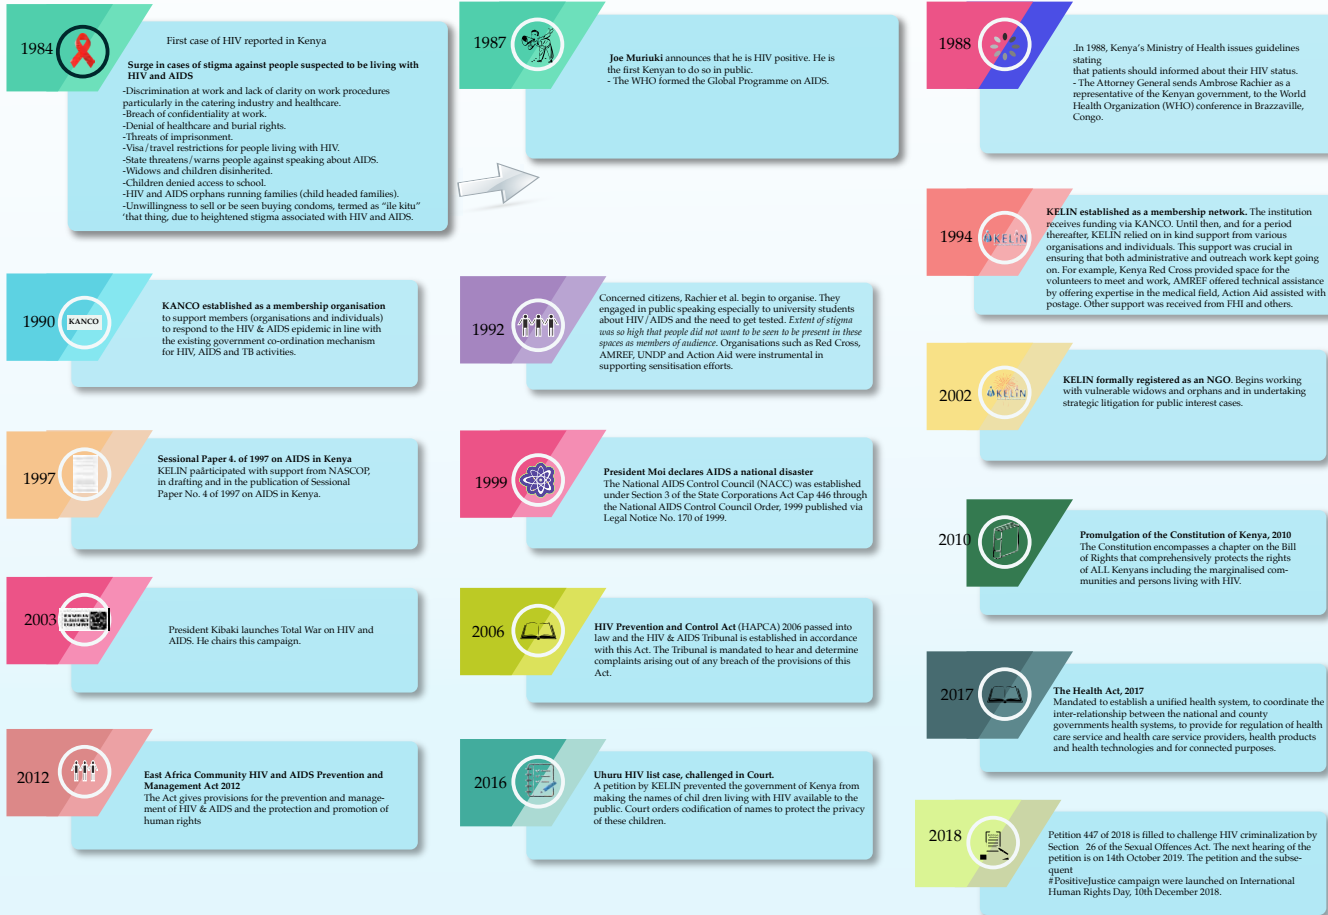 1984
First case of HIV reported in Kenya
Surge in cases of stigma against people suspected to be living with
HIV and AIDS
-Discrimination at work and lack of clarity on work procedures
particularly in the catering industry and healthcare.
-Breach of confidentiality at work.
-Denial of healthcare and burial rights.
-Threats of imprisonment.
-Visa/travel restrictions for people living with HIV.
-State threatens/warns people against speaking about AIDS.
-Widows and children disinherited.
-Children denied access to school.
-HIV and AIDS orphans running families (child headed families).
-Unwillingness to sell or be seen buying condoms, termed as “ile kitu”
‘that thing, due to heightened stigma associated with HIV and AIDS.
1987
Joe Muriuki announces that he is HIV positive. He is
the first Kenyan to do so in public.
- The WHO formed the Global Programme on AIDS.
1988
.In 1988, Kenya’s Ministry of Health issues guidelines
stating
that patients should informed about their HIV status.
- The Attorney General sends Ambrose Rachier as a
representative of the Kenyan government, to the World
Health Organization (WHO) conference in Brazzaville,
Congo.
1990
KANCO
KANCO established as a membership organisation
to support members (organisations and individuals)
to respond to the HIV & AIDS epidemic in line with
the existing government co-ordination mechanism
for HIV, AIDS and TB activities.
1992
Concerned citizens, Rachier et al. begin to organise. They
engaged in public speaking especially to university students
about HIV/AIDS and the need to get tested. Extent of stigma
was so high that people did not want to be seen to be present in these
spaces as members of audience. Organisations such as Red Cross,
AMREF, UNDP and Action Aid were instrumental in
supporting sensitisation efforts.
1994
KELIN
KELIN established as a membership network. The institution
receives funding via KANCO. Until then, and for a period
thereafter, KELIN relied on in kind support from various
organisations and individuals. This support was crucial in
ensuring that both administrative and outreach work kept going
on. For example, Kenya Red Cross provided space for the
volunteers to meet and work, AMREF offered technical assistance
by offering expertise in the medical field, Action Aid assisted with
postage. Other support was received from FHI and others.
1997
Sessional Paper 4. of 1997 on AIDS in Kenya
KELIN paårticipated with support from NASCOP,
in drafting and in the publication of Sessional
Paper No. 4 of 1997 on AIDS in Kenya.
1999
President Moi declares AIDS a national disaster
The National AIDS Control Council (NACC) was established
under Section 3 of the State Corporations Act Cap 446 through
the National AIDS Control Council Order, 1999 published via
Legal Notice No. 170 of 1999.
2002
KELIN
KELIN formally registered as an NGO. Begins working
with vulnerable widows and orphans and in undertaking
strategic litigation for public interest cases.
2003
President Kibaki launches Total War on HIV and
AIDS. He chairs this campaign.
2006
HIV Prevention and Control Act (HAPCA) 2006 passed into
law and the HIV & AIDS Tribunal is established in accordance
with this Act. The Tribunal is mandated to hear and determine
complaints arising out of any breach of the provisions of this
Act.
2010
Promulgation of the Constitution of Kenya, 2010
The Constitution encompasses a chapter on the Bill
of Rights that comprehensively protects the rights
of ALL Kenyans including the marginalised com-
munities and persons living with HIV.
2012
East Africa Community HIV and AIDS Prevention and
Management Act 2012
The Act gives provisions for the prevention and manage-
ment of HIV & AIDS and the protection and promotion of
human rights
2016
Uhuru HIV list case, challenged in Court.
A petition by KELIN prevented the government of Kenya from
making the names of chil dren living with HIV available to the
public. Court orders codification of names to protect the privacy
of these children.
2017
The Health Act, 2017
Mandated to establish a unified health system, to coordinate the
inter-relationship between the national and county
governments health systems, to provide for regulation of health
care service and health care service providers, health products
and health technologies and for connected purposes.
2018
Petition 447 of 2018 is filled to challenge HIV criminalization by
Section 26 of the Sexual Offences Act. The next hearing of the
petition is on 14th October 2019. The petition and the subse-
quent
#PositiveJustice campaign were launched on International
Human Rights Day, 10th December 2018.